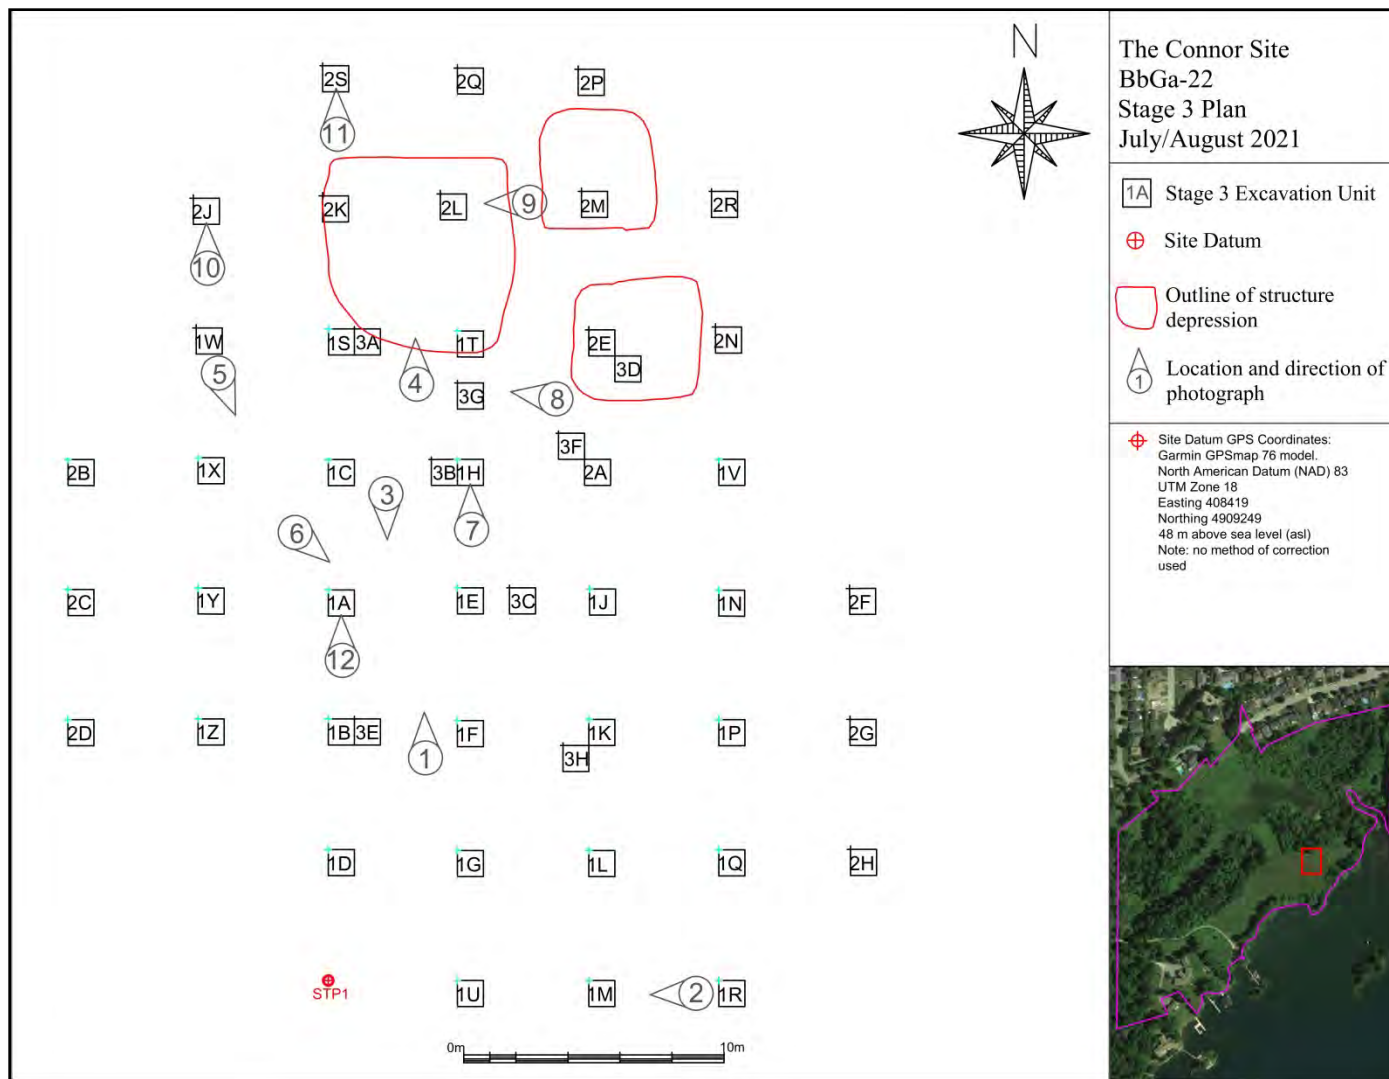 N
The Connor Site
BbGa-22
Stage 3 Plan
July/August 2021
1A Stage 3 Excavation Unit
Site Datum
Outline of structure
depression
1 Location and direction of
photograph
Site Datum GPS Coordinates:
Garmin GPSmap 76 model.
North American Datum (NAD) 83
UTM Zone 18
Easting 408419
Northing 4909249
48 m above sea level (asl)
Note: no method of correction
used
2S 2Q 2P
11
2J 2K 2L 9 2M 2R
10
1W 1S 3A 1T 2E 2N
5 4 3D
3G 8
3F
2B 1X 1C 3B 1H 2A 1V
3
6 7
2C 1Y 1A 1E 3C 1J 1N 2F
12
2D 1Z 1B 3E 1F 1K 1P 2G
1 3H
1D 1G 1L 1Q 2H
STP1 1U 1M 2 1R
0m 10m